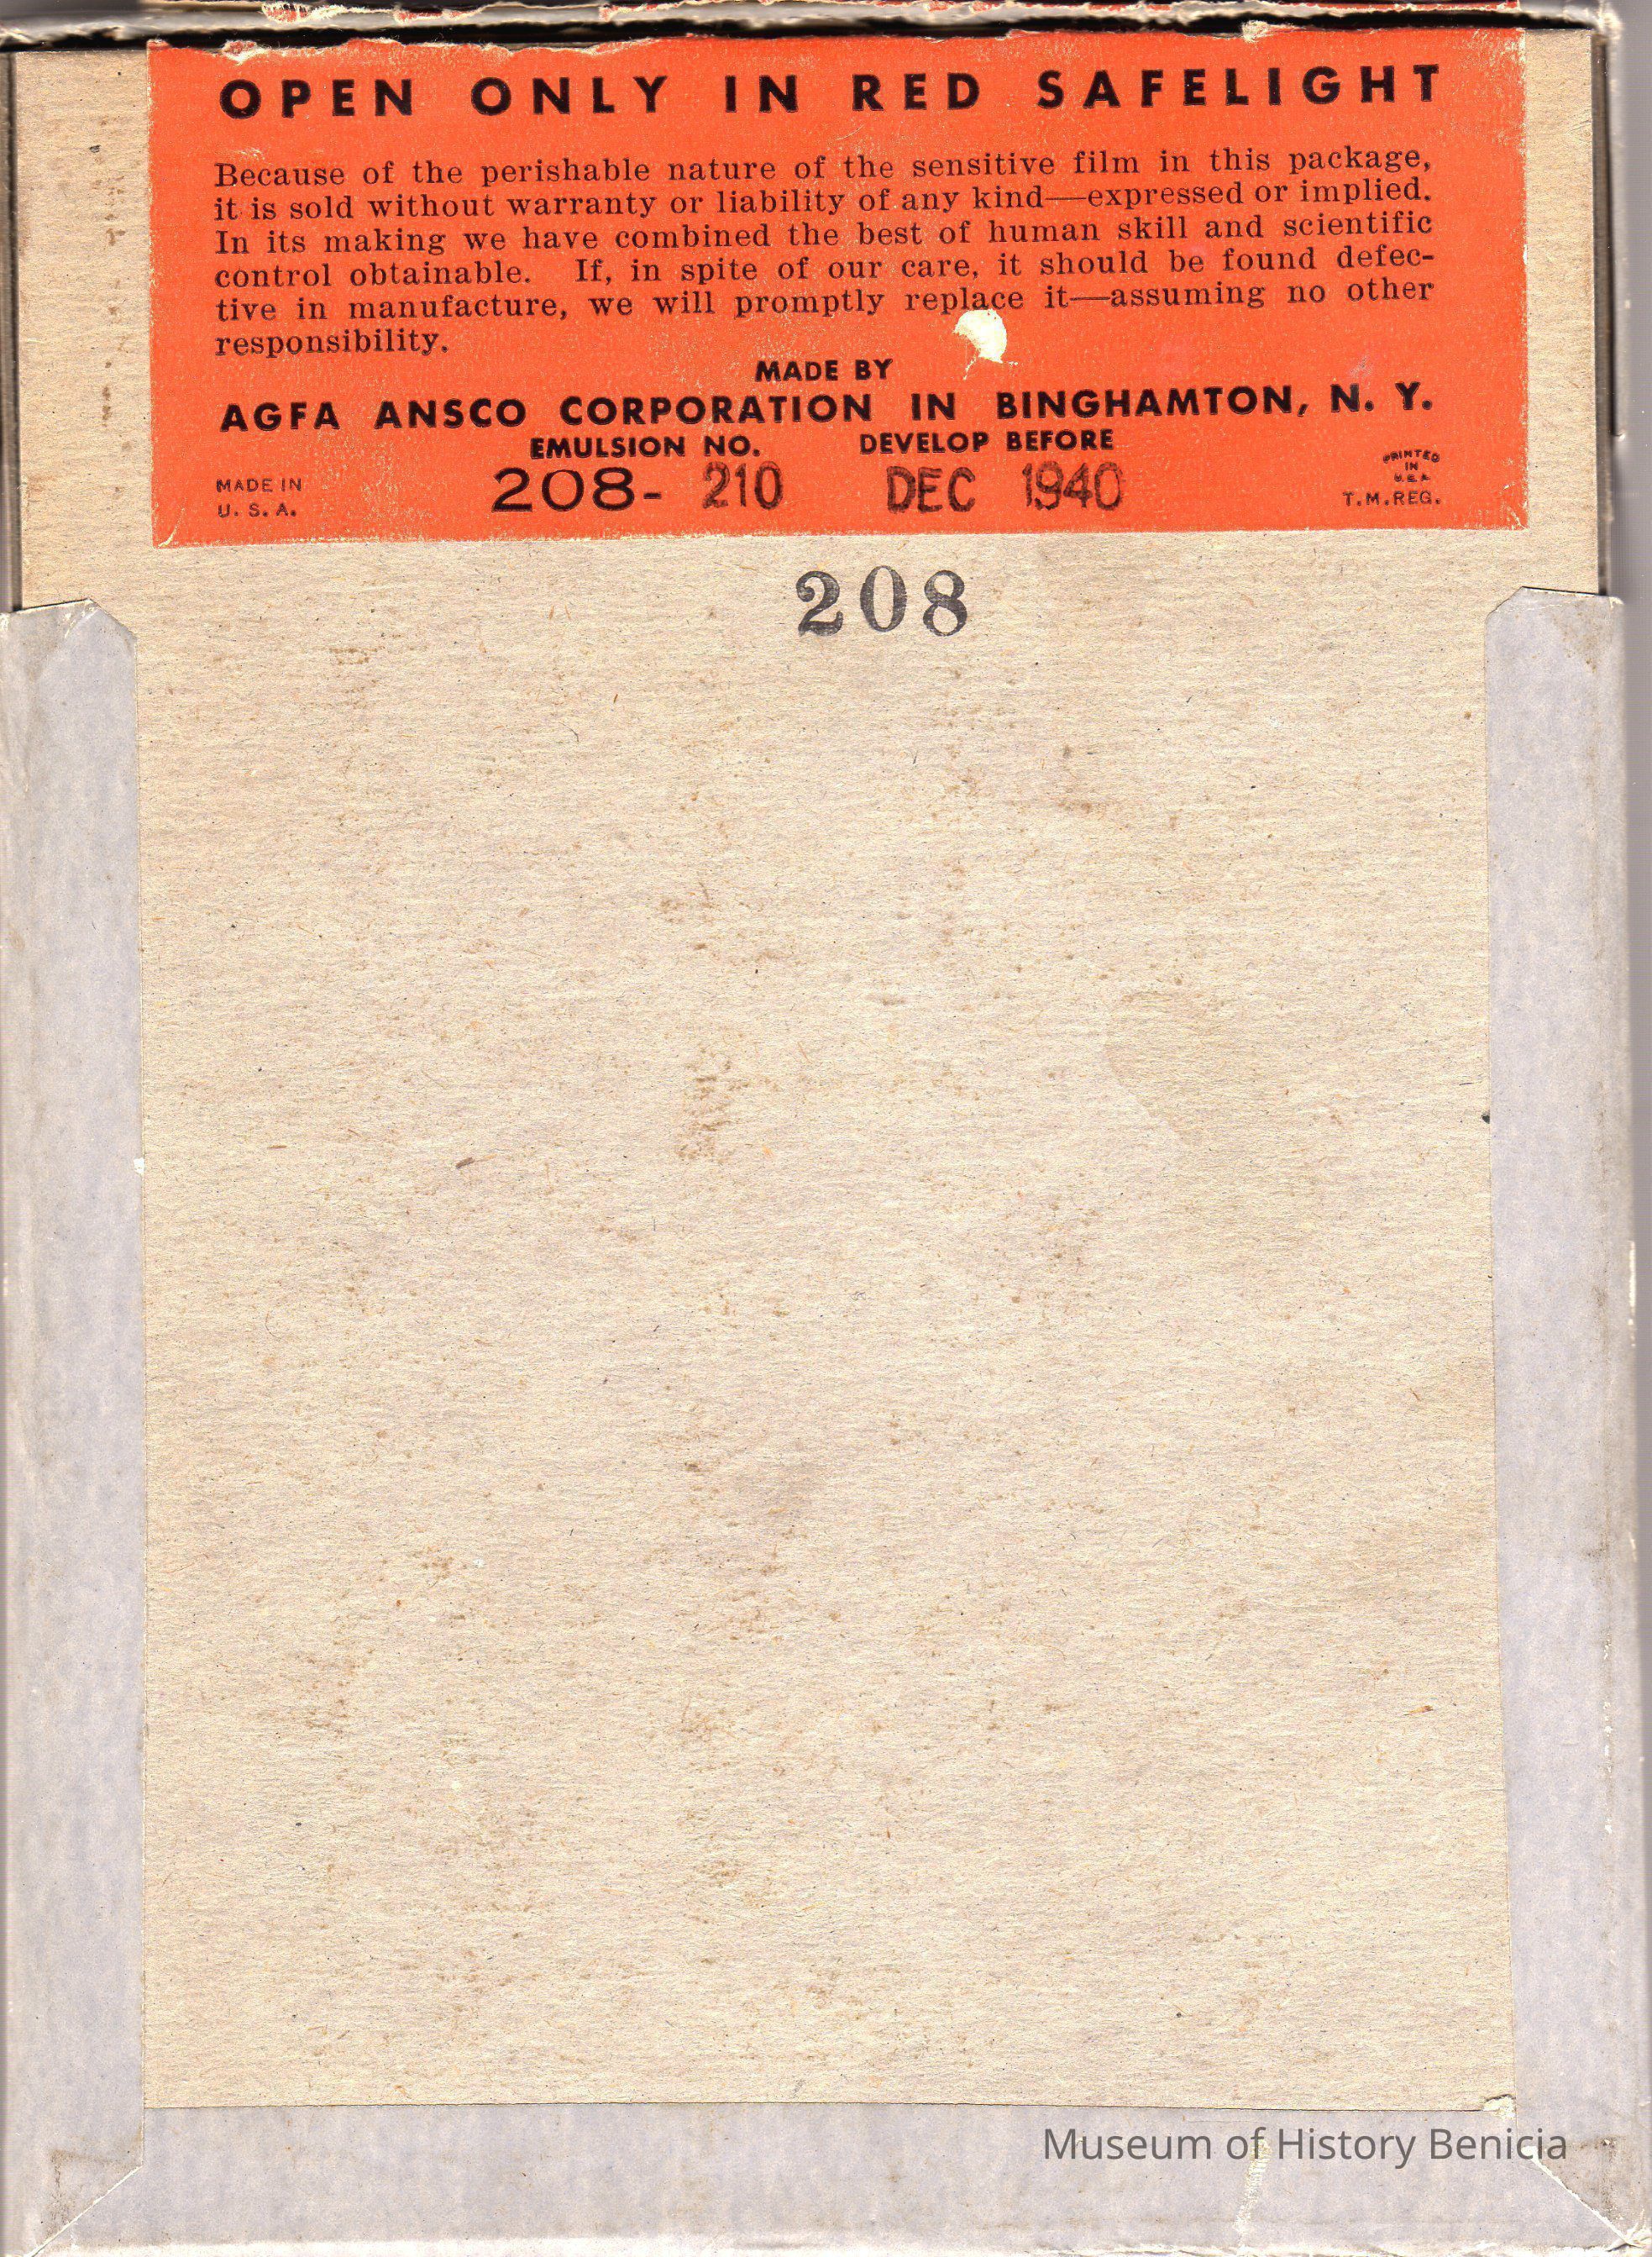 OPEN ONLY IN RED SAFELIGHT
Because of the perishable nature of the sensitive film in this package,
it is sold without warranty or liability of any kind—expressed or implied.
In its making we have combined the best of human skill and scientific
control obtainable. If, in spite of our care, it should be found defec-
tive in manufacture, we will promptly replace it—assuming no other
responsibility.
MADE BY
AGFA ANSCO CORPORATION IN BINGHAMTON, N. Y.
EMULSION NO. DEVELOP BEFORE
208- 210 DEC 1940
MADE IN
U. S. A.
PRINTED
IN
U.S.A.
T.M.REG.
208
Museum of History Benicia